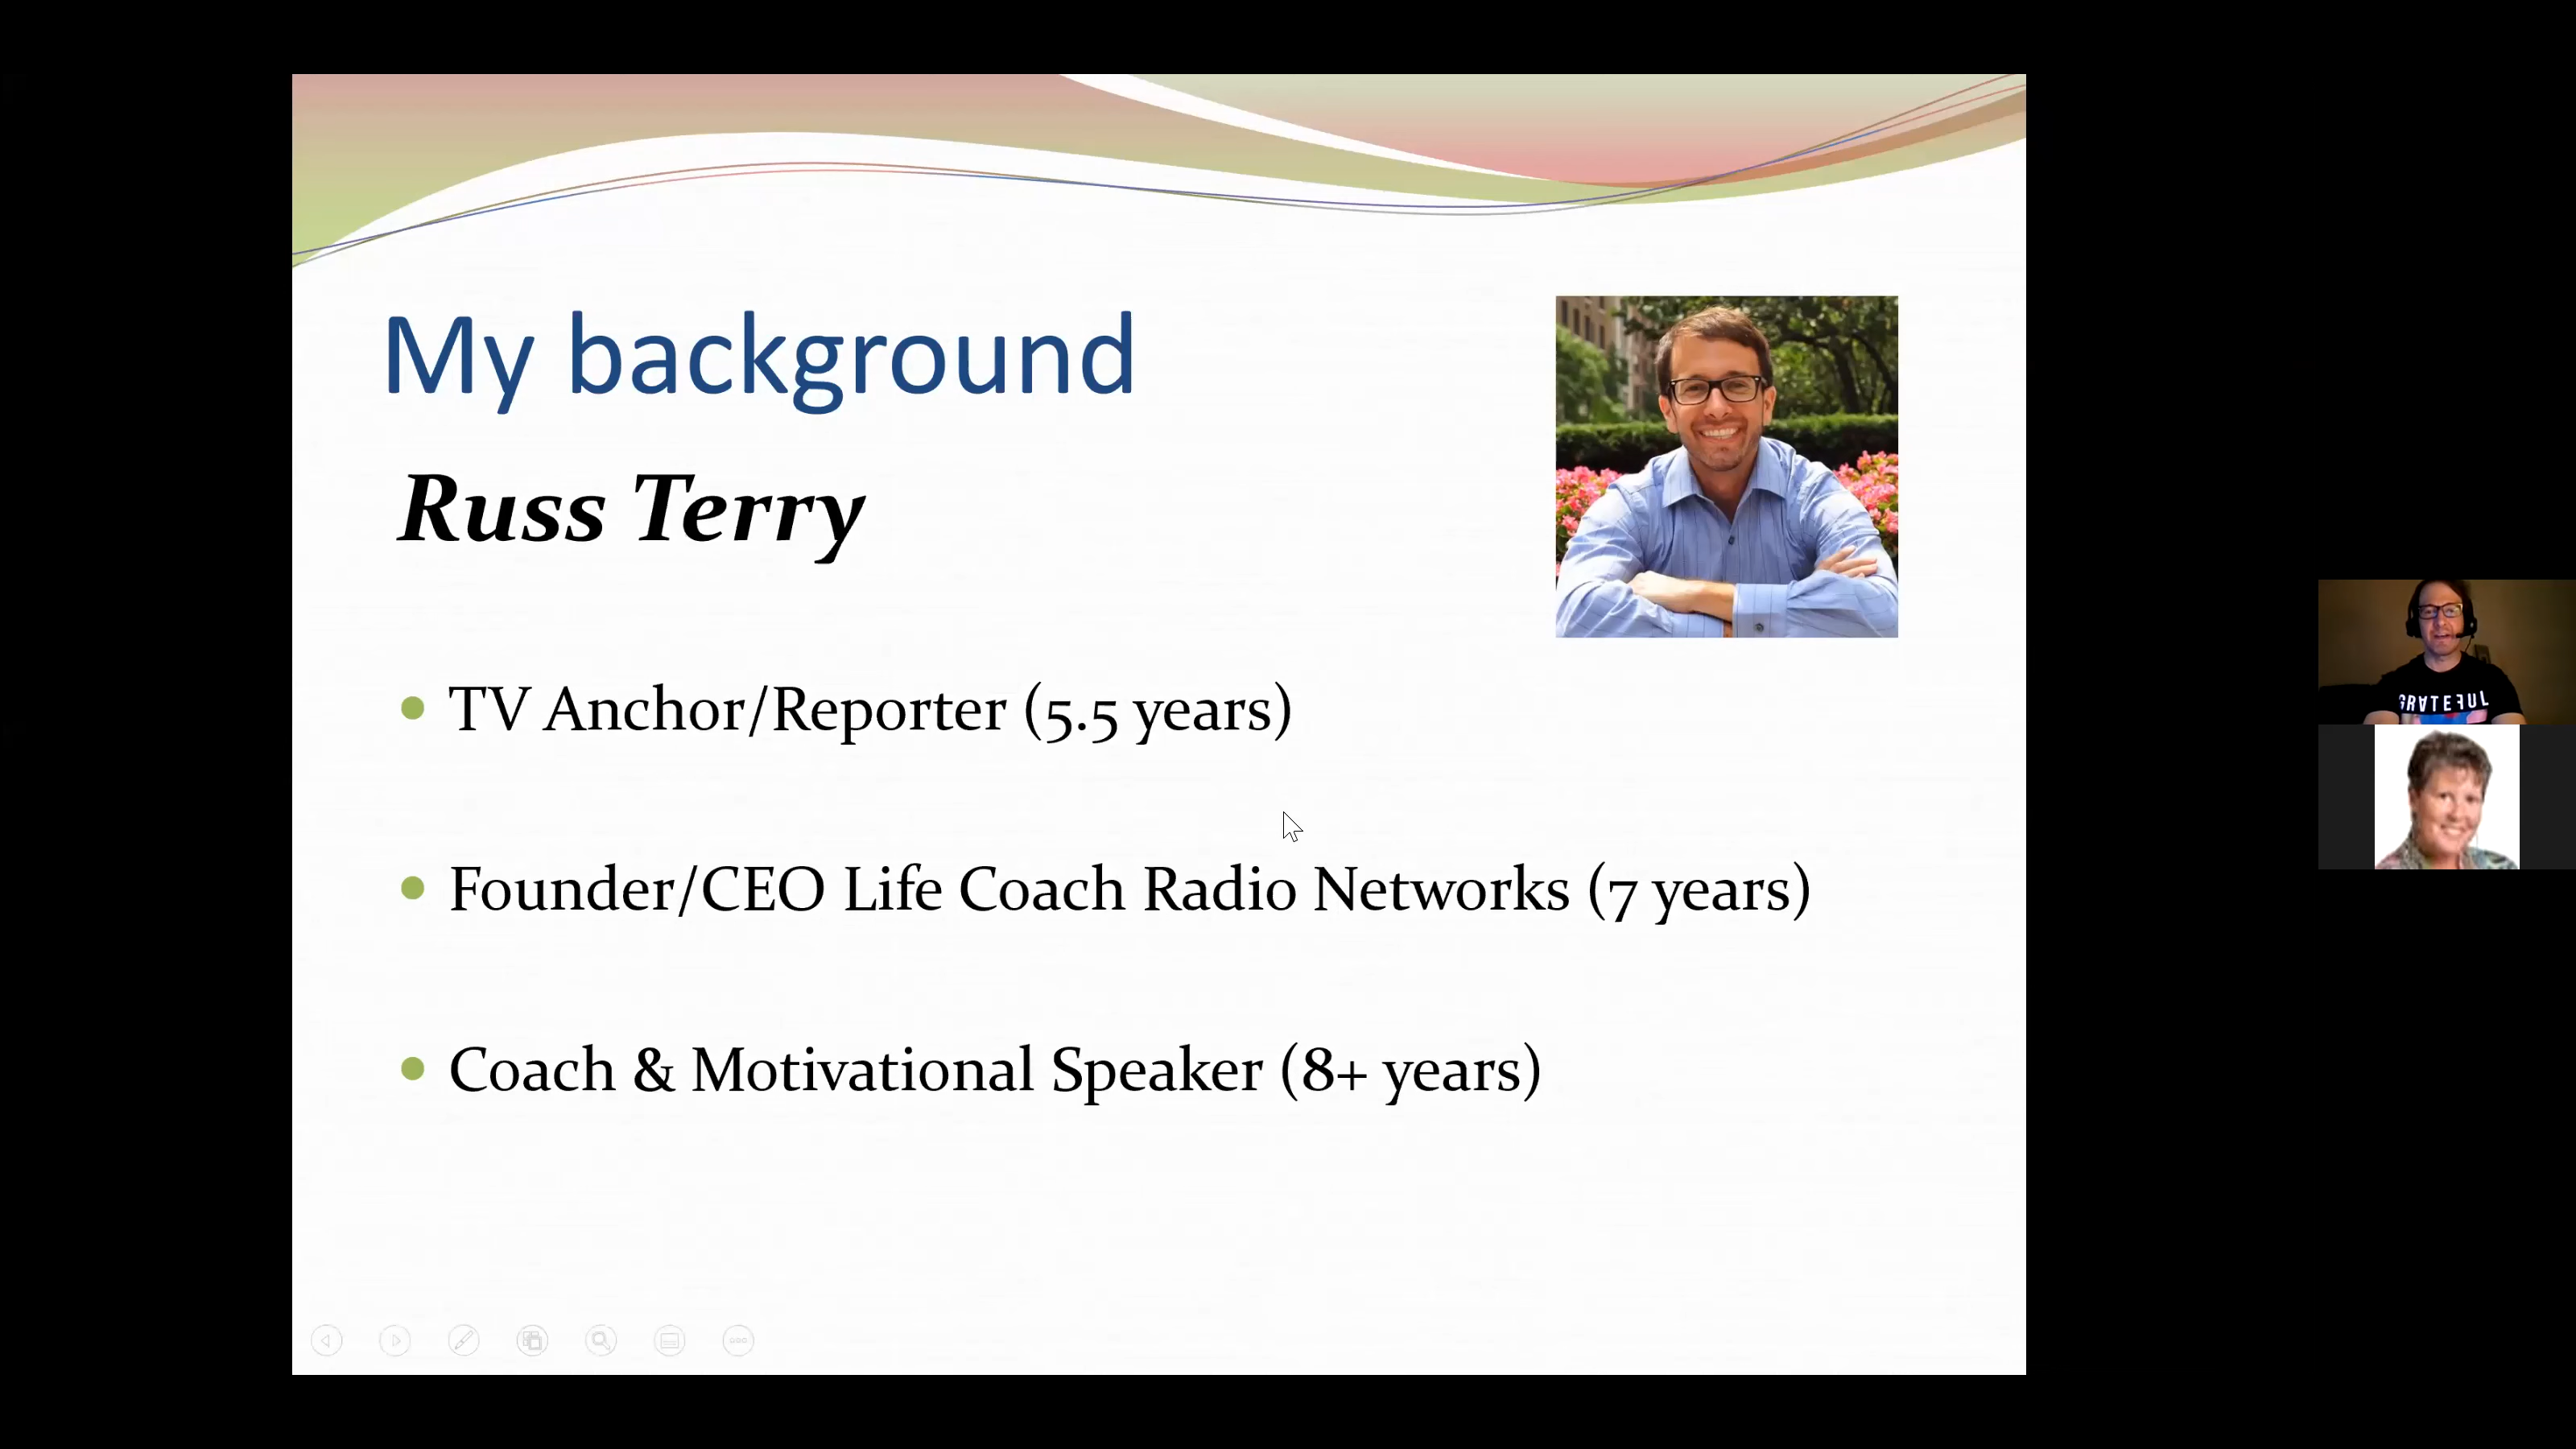 My background
Russ Terry
TV Anchor/Reporter (5.5 years)
Founder/CEO Life Coach Radio Networks (7 years)
Coach & Motivational Speaker (8+ years)
GRATEFUL